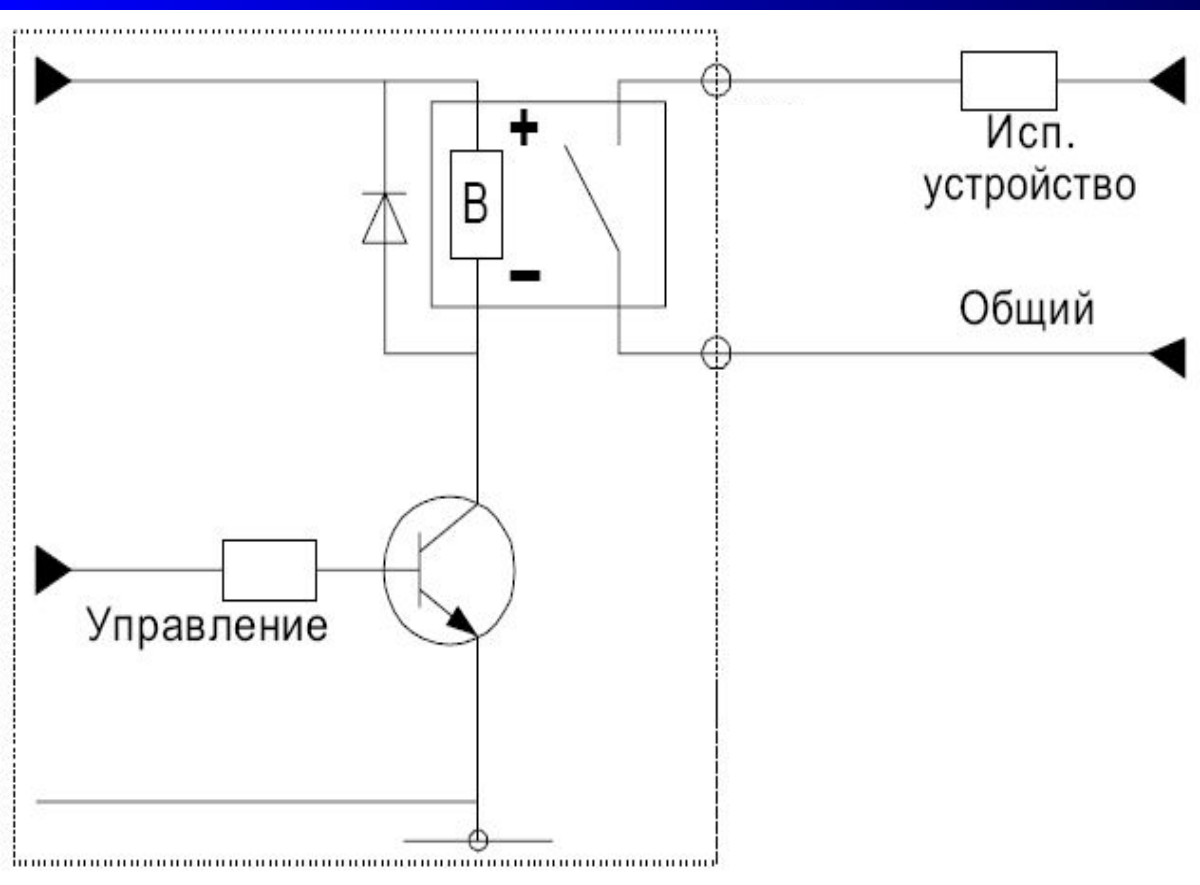 +
В
−
Исп.
устройство
Общий
Управление